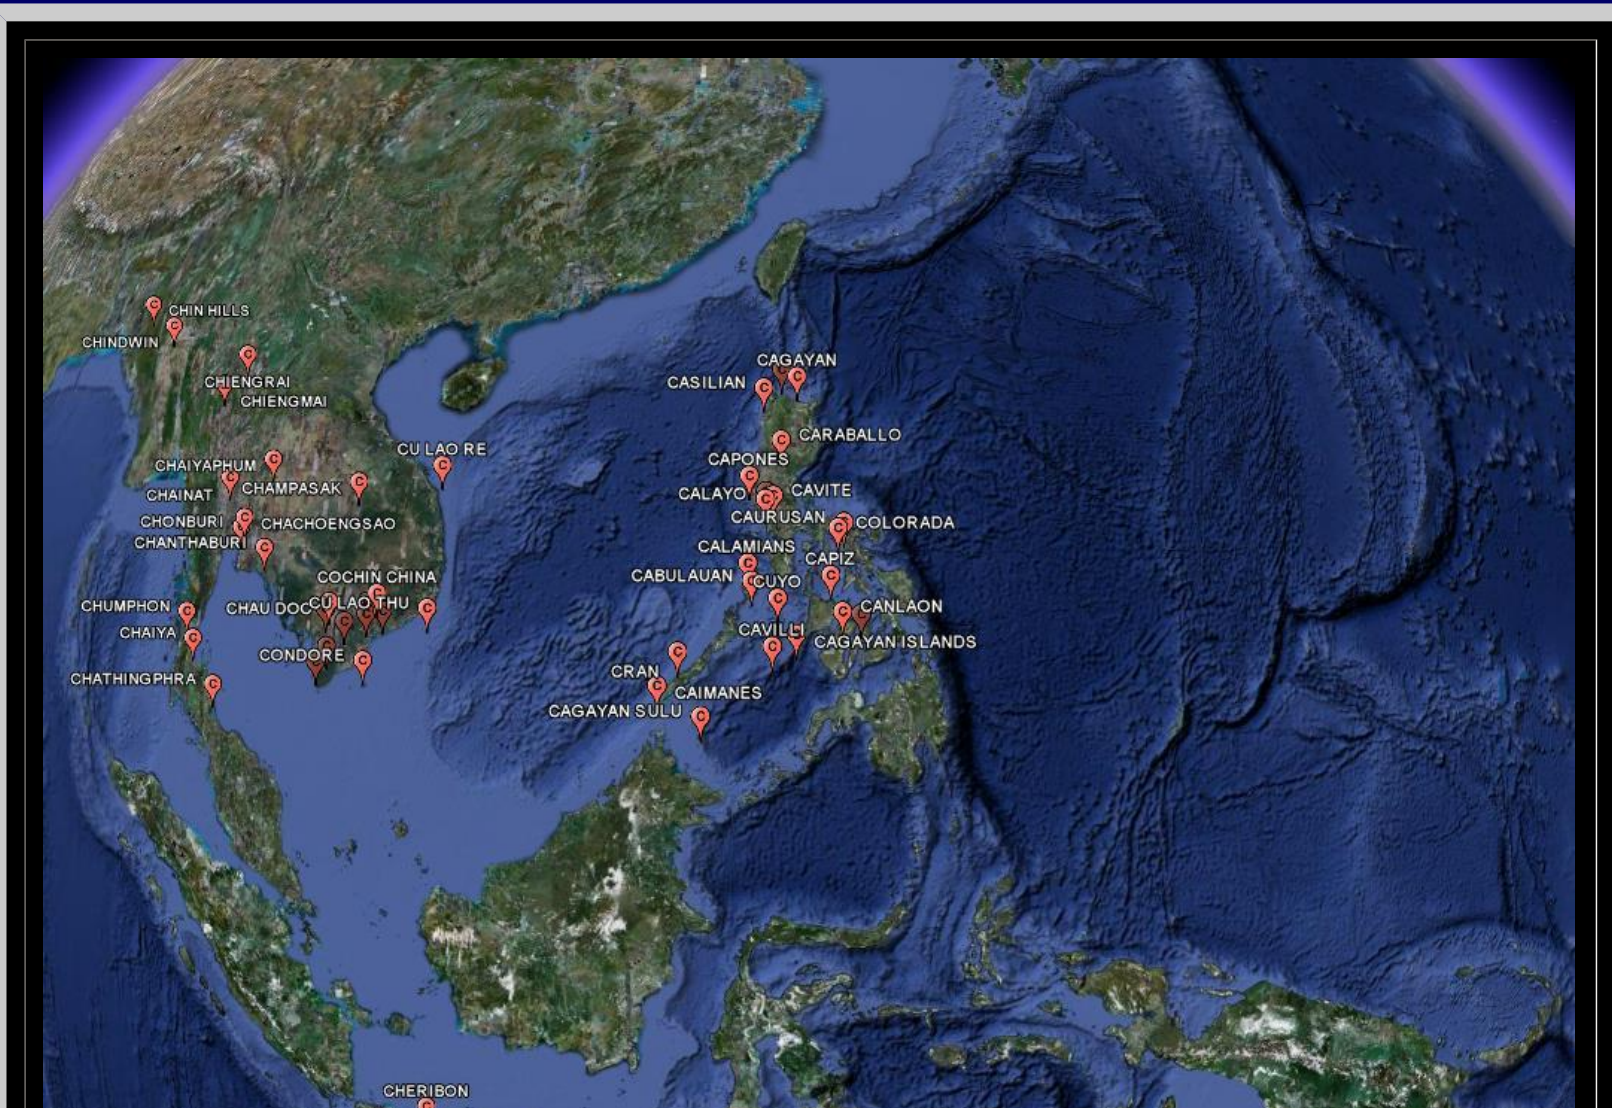 CHIN HILLS
CHINDWIN
CAGAYAN
CHIENGRAI
CASILIAN
CHIENGMAI
CARABALLO
CU LAO RE
CAPONES
CHAIYAPHUM
CHAMPASAK
CAVITE
CHAINAT
CALAYO
CAURUSAN
CHONBURI
CHACHOENGSAO
COLORADA
CHANTHABURI
CALAMIANS
CAPIZ
COCHIN CHINA
CABULAUAN
CUYO
CHUMPHON
CHAU DOC
CU LAO THU
CANLAON
CHAIYA
CAVILLI
CAGAYAN ISLANDS
CONDORE
CRAN
CHATHINGPHRA
CAIMANES
CAGAYAN SULU
CHERIBON